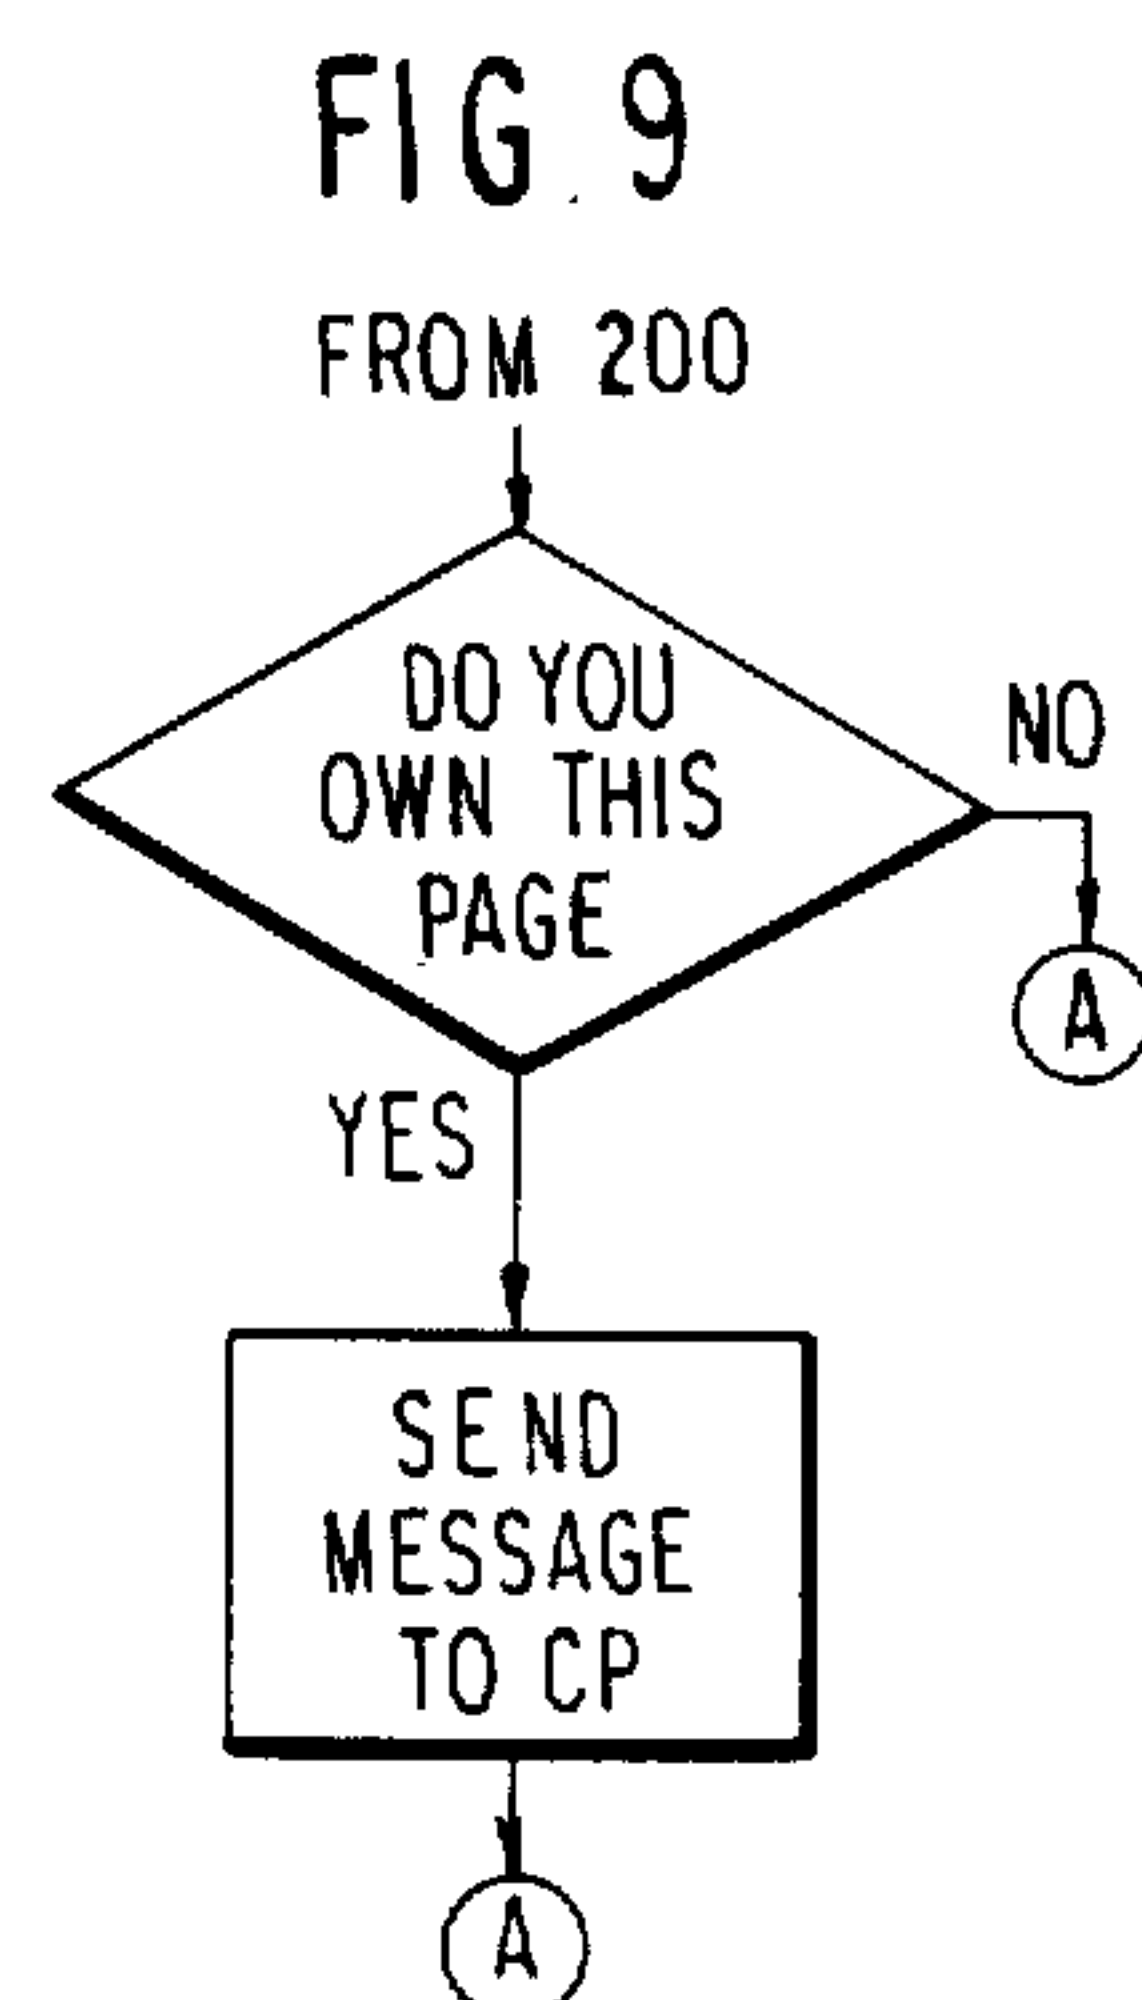 FIG. 9
FROM 200
DO YOU
OWN THIS
PAGE
NO
A
YES
SEND
MESSAGE
TO CP
A